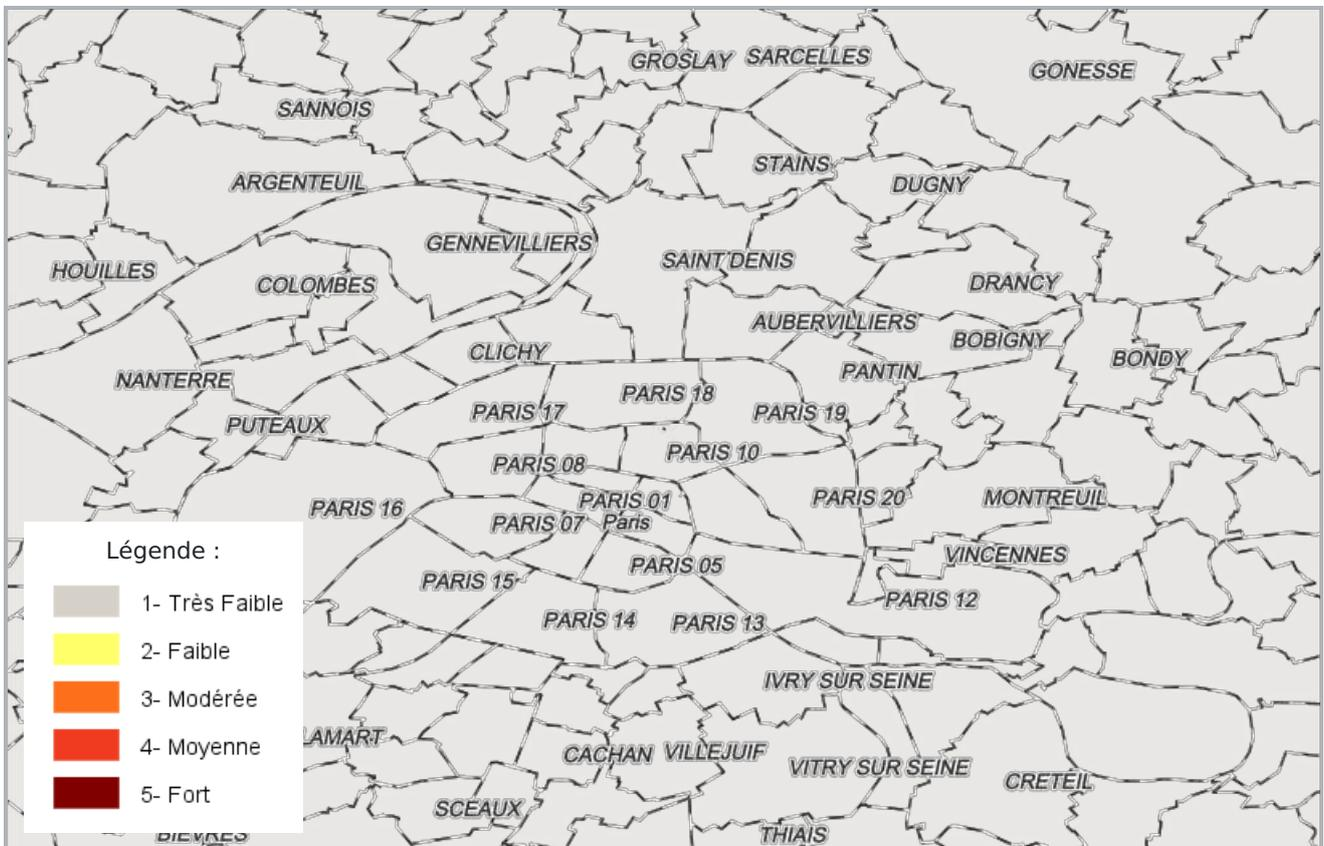 GROSLAY
SARCELLES
GONESSE
SANNOIS
STAINS
ARGENTEUIL
DUGNY
GENNEVILLIERS
SAINT DENIS
HOUILLES
COLOMBES
DRANCY
AUBERVILLIERS
BOBIGNY
CLICHY
BONDY
PANTIN
NANTERRE
PARIS 18
PARIS 17
PARIS 19
PUTEAUX
PARIS 10
PARIS 08
PARIS 01
PARIS 20
MONTREUIL
PARIS 16
PARIS 07
Paris
VINCENNES
PARIS 05
PARIS 15
PARIS 12
PARIS 14
PARIS 13
IVRY SUR SEINE
LAMART
CACHAN
VILLEJUIF
VITRY SUR SEINE
CRETEIL
SCEAUX
BIEVRES
THIAIS
Légende :
1- Très Faible
2- Faible
3- Modérée
4- Moyenne
5- Fort